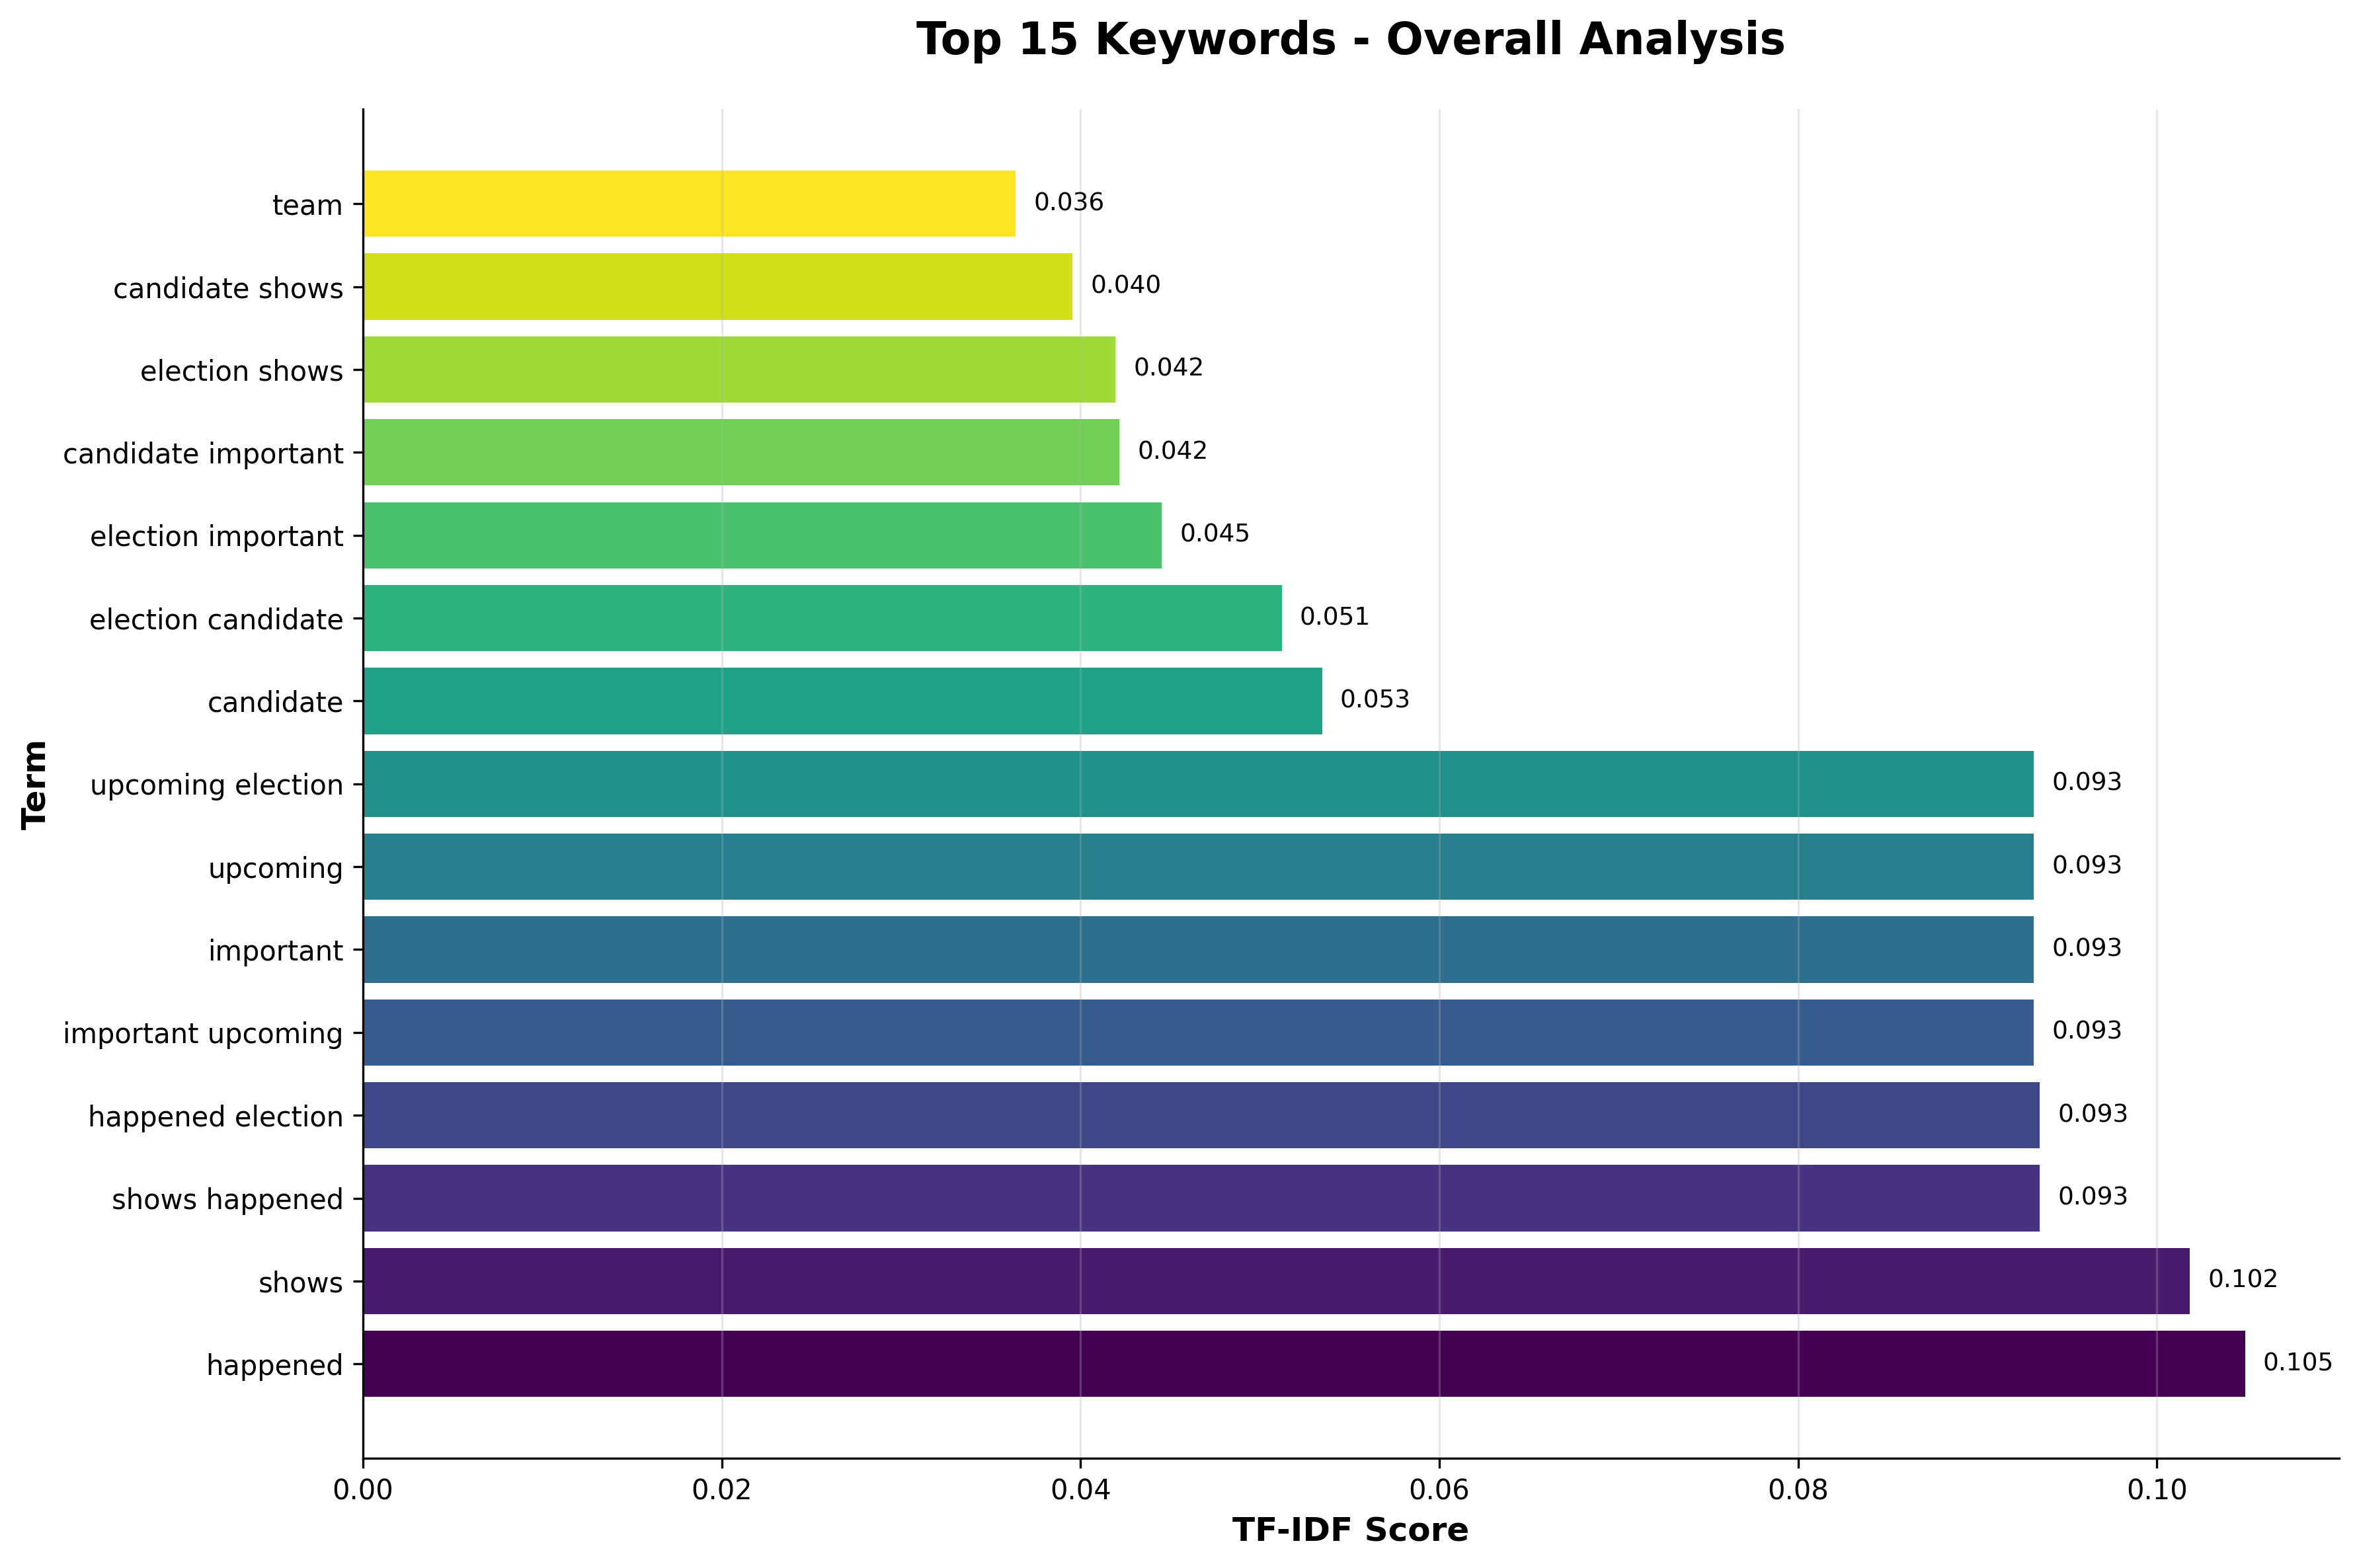 Top 15 Keywords - Overall Analysis
team 0.036
candidate shows 0.040
election shows 0.042
candidate important 0.042
election important 0.045
election candidate 0.051
candidate 0.053
upcoming election 0.093
upcoming 0.093
important 0.093
important upcoming 0.093
happened election 0.093
shows happened 0.093
shows 0.102
happened 0.105
Term
0.00 0.02 0.04 0.06 0.08 0.10
TF-IDF Score